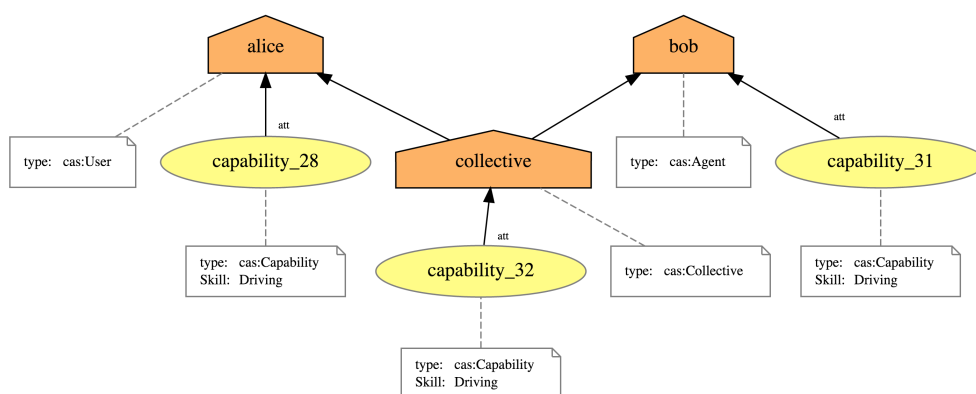 alice
bob
att
att
type: cas:User
capability_28
collective
type: cas:Agent
capability_31
att
type: cas:Capability
Skill: Driving
capability_32
type: cas:Collective
type: cas:Capability
Skill: Driving
type: cas:Capability
Skill: Driving